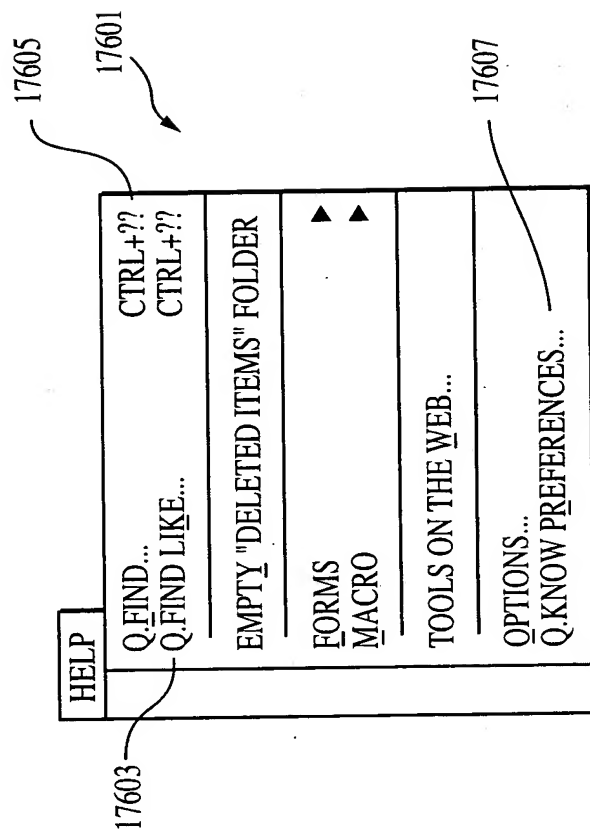 17605
17601
HELP
Q.FIND... CTRL+??
Q.FIND LIKE... CTRL+??
17603
EMPTY "DELETED ITEMS" FOLDER
FORMS
MACRO
TOOLS ON THE WEB...
OPTIONS...
Q.KNOW PREFERENCES...
17607